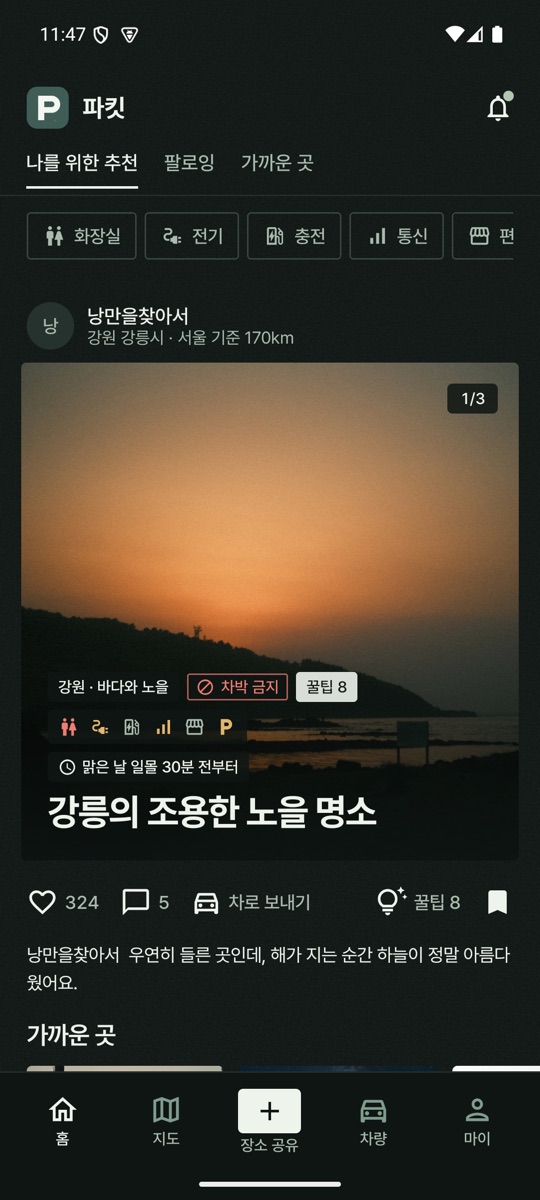 11:47
P 파킷
나를 위한 추천 팔로잉 가까운 곳
화장실 전기 충전 통신 편
낭
낭만을찾아서
강원 강릉시 · 서울 기준 170km
1/3
강원 · 바다와 노을 차박 금지 꿀팁 8
P
맑은 날 일몰 30분 전부터
강릉의 조용한 노을 명소
324 5 차로 보내기 꿀팁 8
낭만을찾아서 우연히 들른 곳인데, 해가 지는 순간 하늘이 정말 아름다
웠어요.
가까운 곳
홈 지도 장소 공유 차량 마이